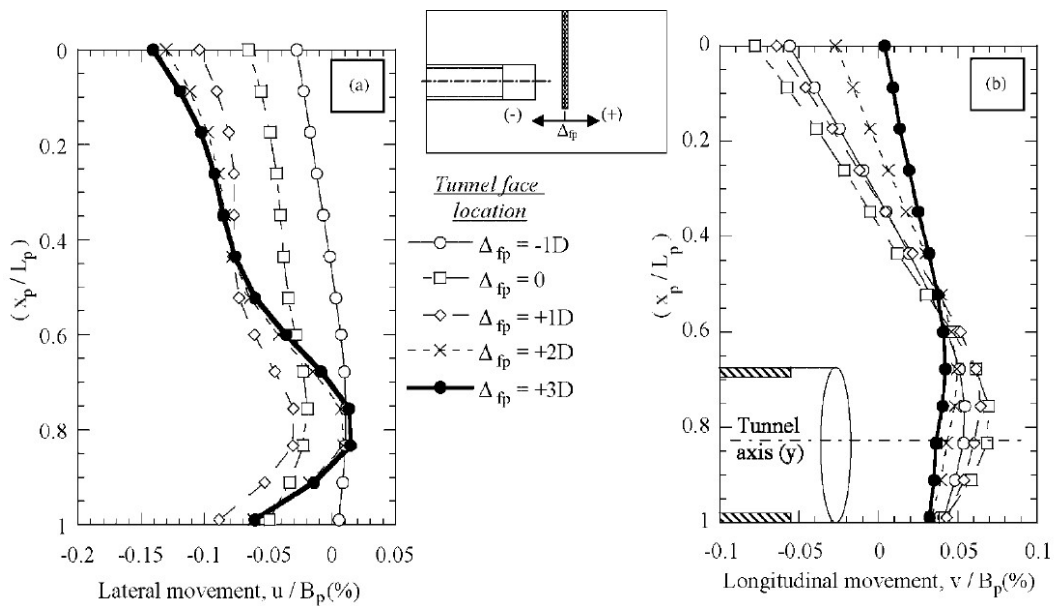 0
0.2
0.4
0.6
0.8
1
( x_p / L_p )
-0.2
-0.15
-0.1
-0.05
0
0.05
Lateral movement, u / B_p(%)
(a)
(-)
(+)
Δ_fp
Tunnel face
location
Δ_fp = -1D
Δ_fp = 0
Δ_fp = +1D
Δ_fp = +2D
Δ_fp = +3D
0
0.2
0.4
0.6
0.8
1
( x_p / L_p )
(b)
Tunnel
axis (y)
-0.1
-0.05
0
0.05
0.1
Longitudinal movement, v / B_p(%)